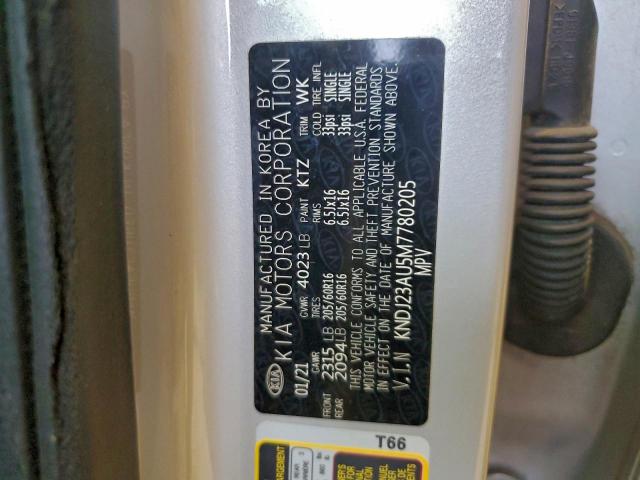 KIA
MANUFACTURED IN KOREA BY
KIA MOTORS CORPORATION
01/21 GVWR 4023 LB PAINT KTZ TRIM WK
GAWR TIRES RIMS COLD TIRE INFL
FRONT 2315 LB 205/60R16 6.5Jx16 33psi SINGLE
REAR 2094 LB 205/60R16 6.5Jx16 33psi SINGLE
THIS VEHICLE CONFORMS TO ALL APPLICABLE U.S.A. FEDERAL
MOTOR VEHICLE SAFETY AND THEFT PREVENTION STANDARDS
IN EFFECT ON THE DATE OF MANUFACTURE SHOWN ABOVE.
V.I.N KNDJ23AU5M7780205
MPV
T66